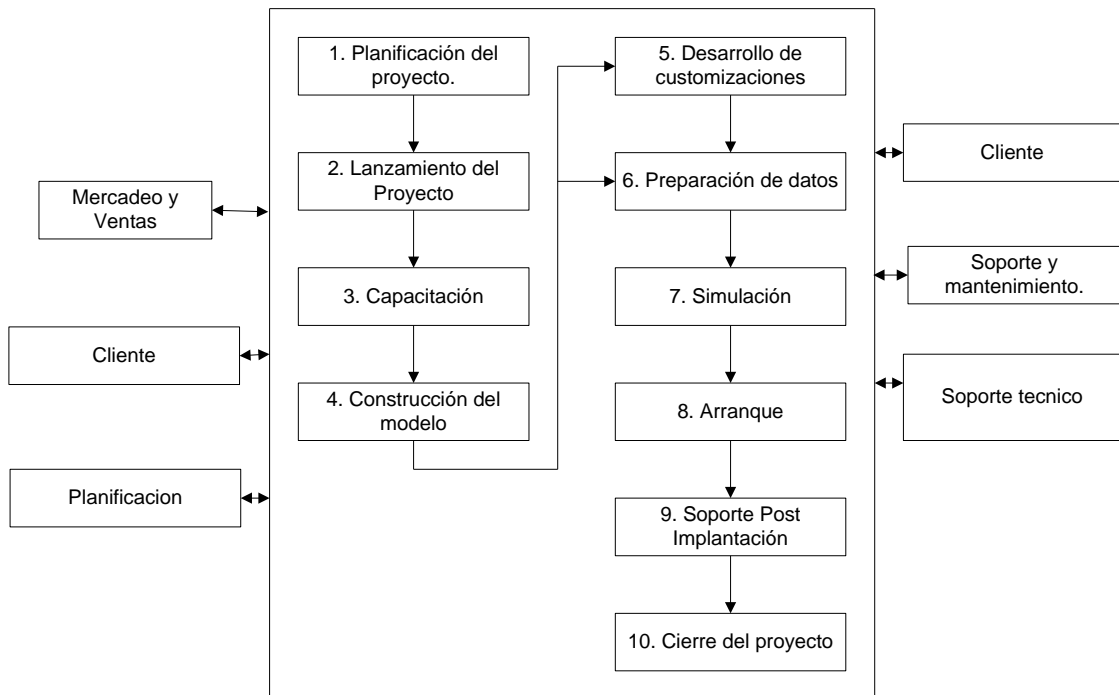 Mercadeo y
Ventas
Cliente
Planificacion
1. Planificación del
proyecto.
2. Lanzamiento del
Proyecto
3. Capacitación
4. Construcción del
modelo
5. Desarrollo de
customizaciones
6. Preparación de datos
7. Simulación
8. Arranque
9. Soporte Post
Implantación
10. Cierre del proyecto
Cliente
Soporte y
mantenimiento.
Soporte tecnico